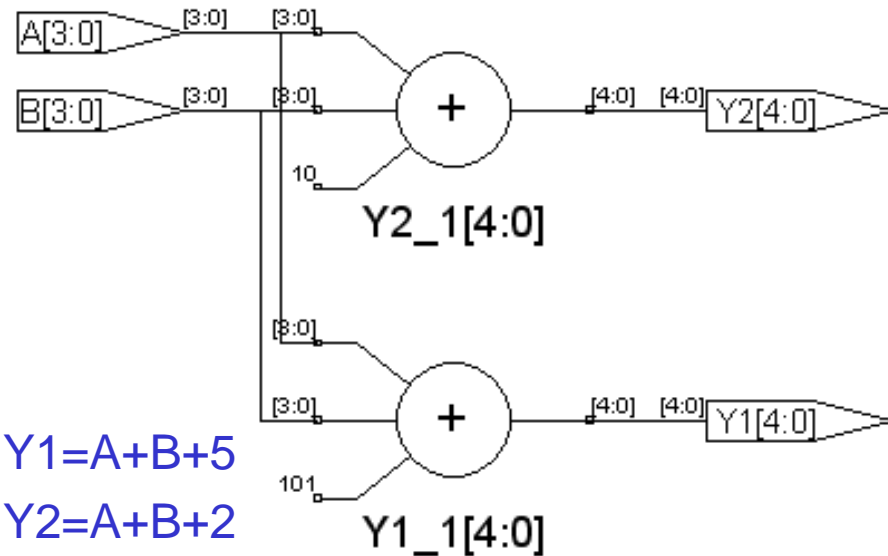 A[3:0] [3:0] [3:0]
B[3:0] [3:0] [3:0] + [4:0] [4:0] Y2[4:0]
10
Y2_1[4:0]
[3:0]
[3:0] + [4:0] [4:0] Y1[4:0]
Y1=A+B+5
101
Y2=A+B+2
Y1_1[4:0]